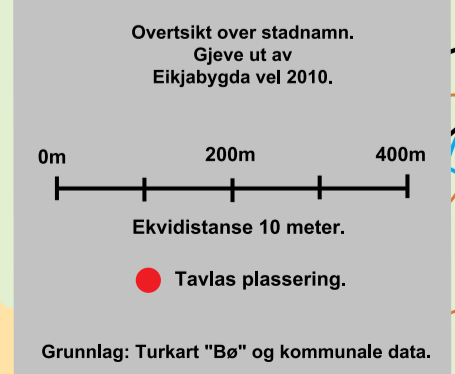 Overtsikt over stadnamn.
Gjeve ut av
Eikjabygda vel 2010.
0m 200m 400m
Ekvidistanse 10 meter.
Tavlas plassering.
Grunnlag: Turkart "Bø" og kommunale data.